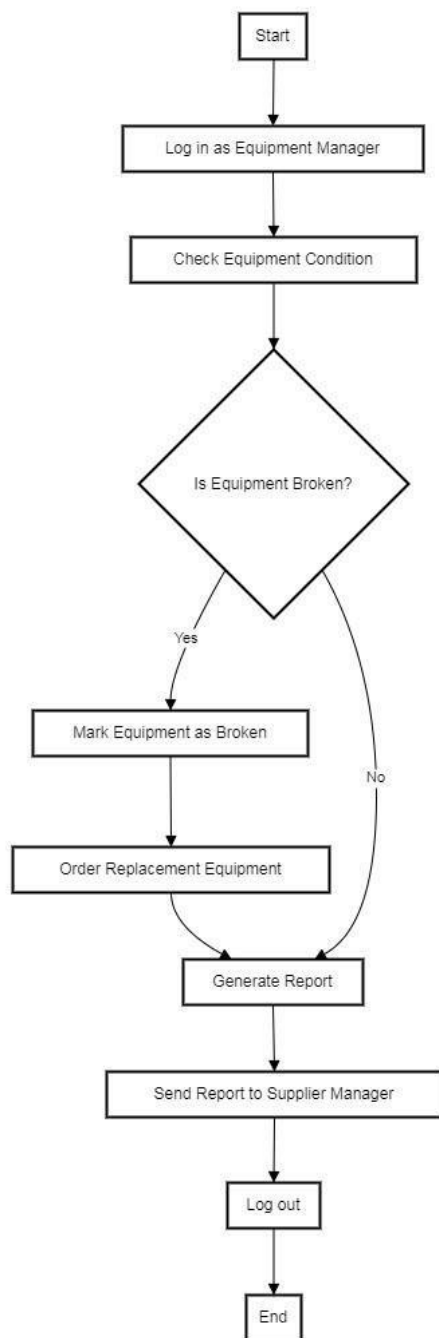 Start
Log in as Equipment Manager
Check Equipment Condition
Is Equipment Broken?
Yes
Mark Equipment as Broken
No
Order Replacement Equipment
Generate Report
Send Report to Supplier Manager
Log out
End